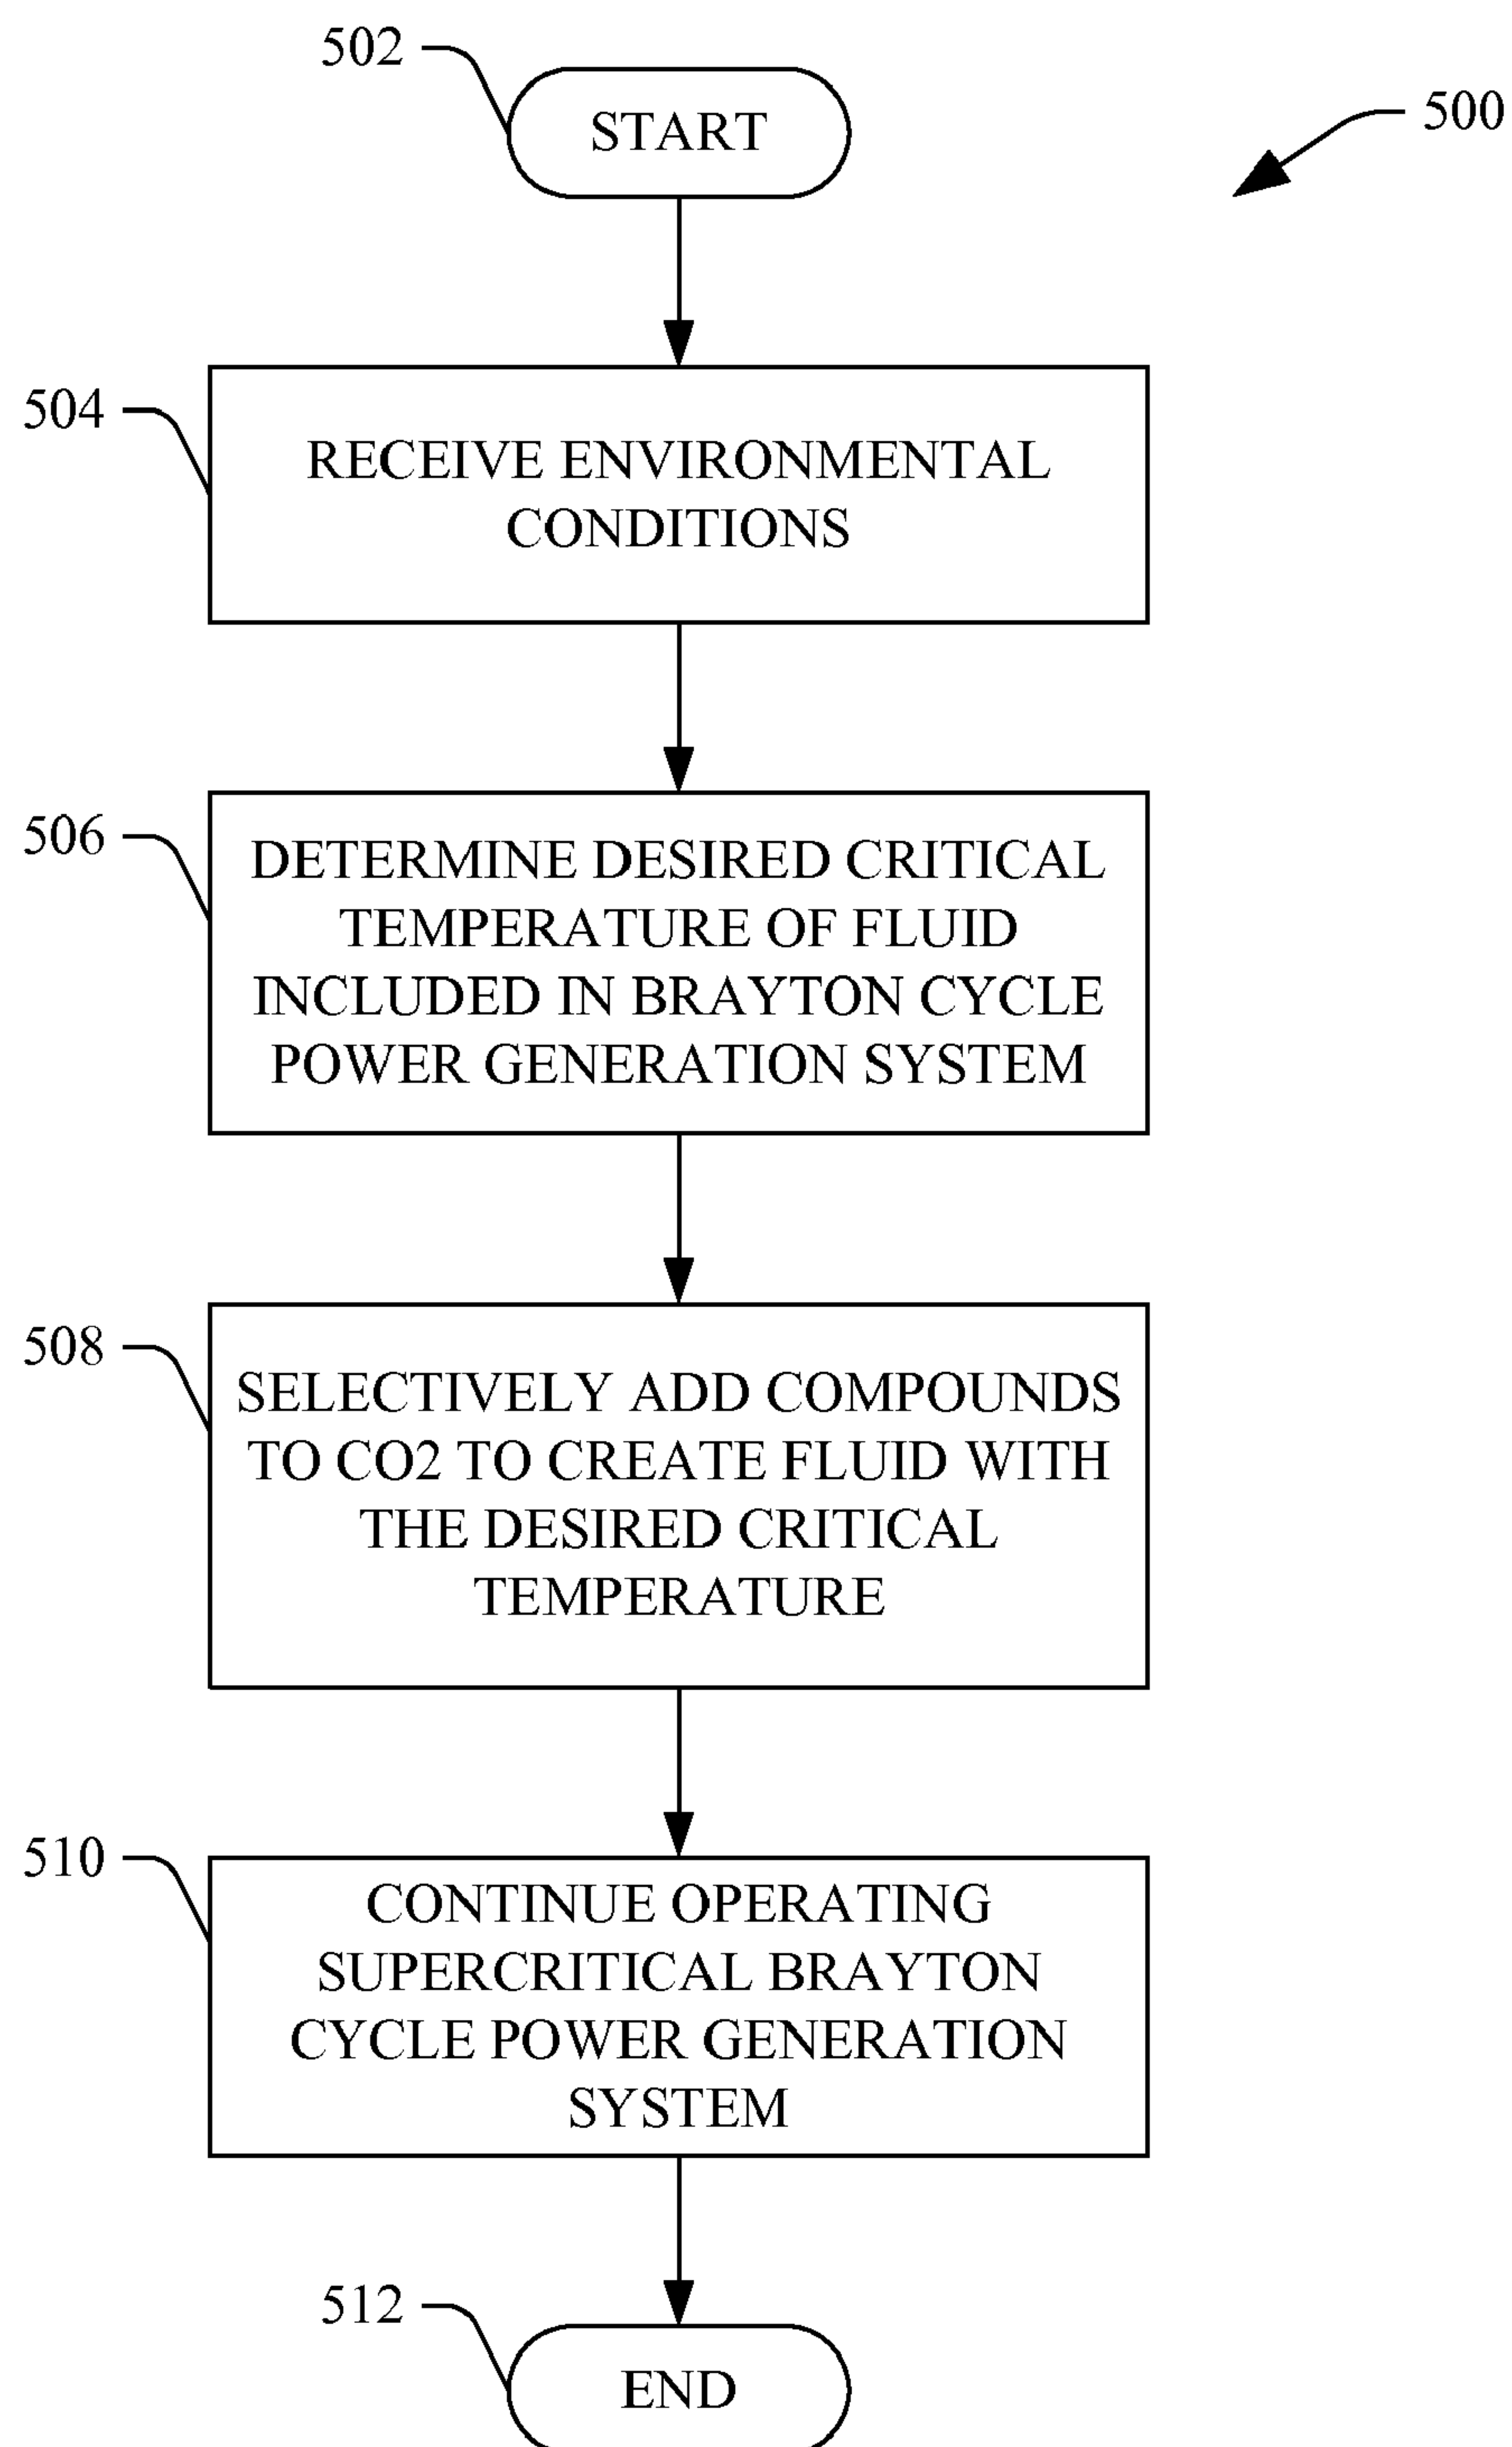 502
START
500
504
RECEIVE ENVIRONMENTAL
CONDITIONS
506
DETERMINE DESIRED CRITICAL
TEMPERATURE OF FLUID
INCLUDED IN BRAYTON CYCLE
POWER GENERATION SYSTEM
508
SELECTIVELY ADD COMPOUNDS
TO CO2 TO CREATE FLUID WITH
THE DESIRED CRITICAL
TEMPERATURE
510
CONTINUE OPERATING
SUPERCRITICAL BRAYTON
CYCLE POWER GENERATION
SYSTEM
512
END